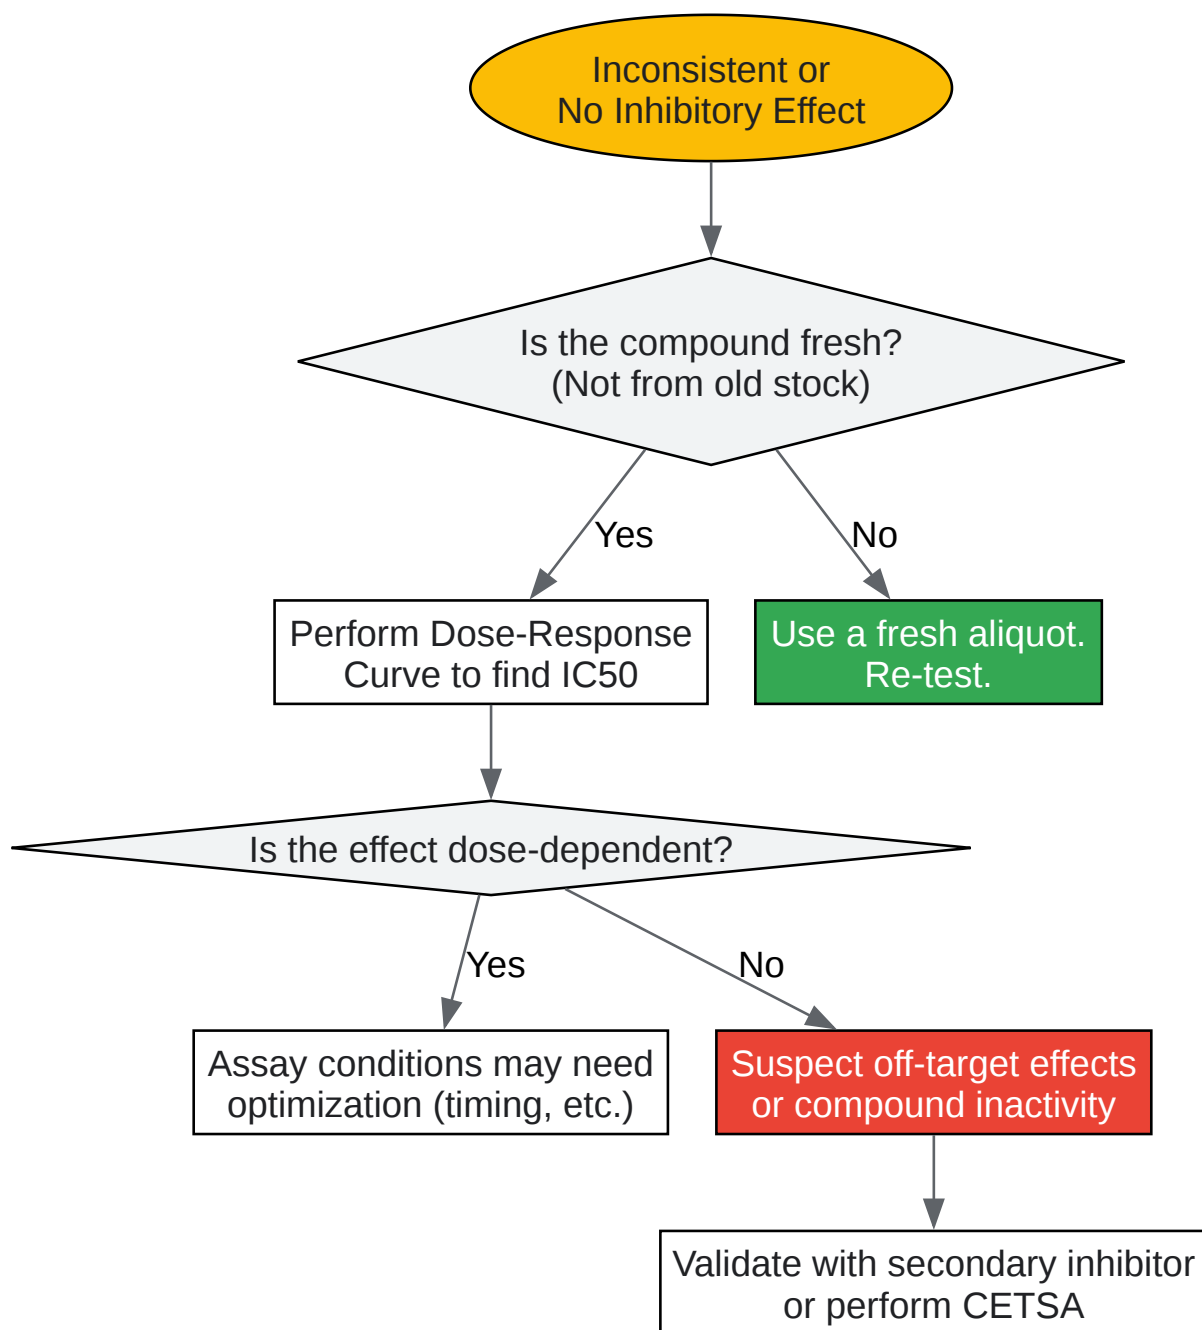 Inconsistent or
No Inhibitory Effect
Is the compound fresh?
(Not from old stock)
Yes
No
Perform Dose-Response
Curve to find IC50
Use a fresh aliquot.
Re-test.
Is the effect dose-dependent?
Yes
No
Assay conditions may need
optimization (timing, etc.)
Suspect off-target effects
or compound inactivity
Validate with secondary inhibitor
or perform CETSA